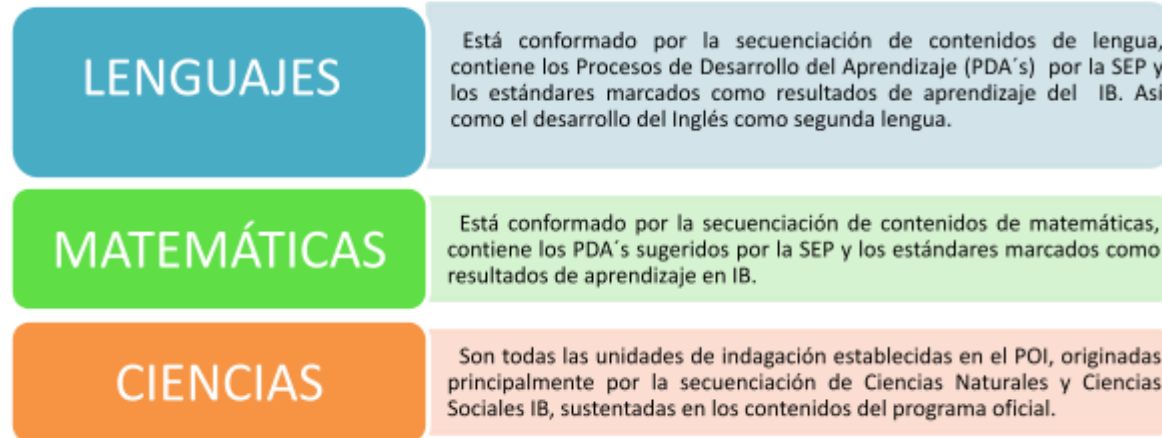 LENGUAJES
Está conformado por la secuenciación de contenidos de lengua,
contiene los Procesos de Desarrollo del Aprendizaje (PDA´s) por la SEP y
los estándares marcados como resultados de aprendizaje del IB. Así
como el desarrollo del Inglés como segunda lengua.
MATEMÁTICAS
Está conformado por la secuenciación de contenidos de matemáticas,
contiene los PDA´s sugeridos por la SEP y los estándares marcados como
resultados de aprendizaje en IB.
CIENCIAS
Son todas las unidades de indagación establecidas en el POI, originadas
principalmente por la secuenciación de Ciencias Naturales y Ciencias
Sociales IB, sustentadas en los contenidos del programa oficial.